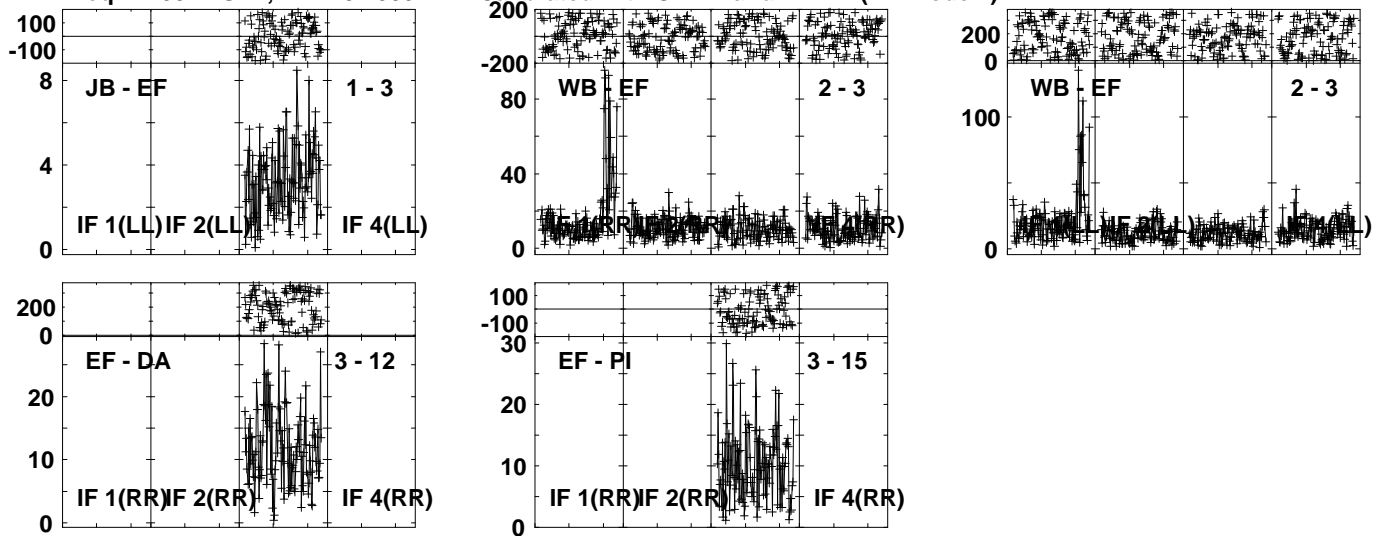 200
100
-100
-200
200
0
8
4
0
JB - EF
1 - 3
IF 1(LL)
IF 2(LL)
IF 4(LL)
80
40
0
WB - EF
2 - 3
100
0
WB - EF
2 - 3
200
0
20
10
0
EF - DA
3 - 12
IF 1(RR)
IF 2(RR)
IF 4(RR)
100
-100
30
20
10
0
EF - PI
3 - 15
IF 1(RR)
IF 2(RR)
IF 4(RR)